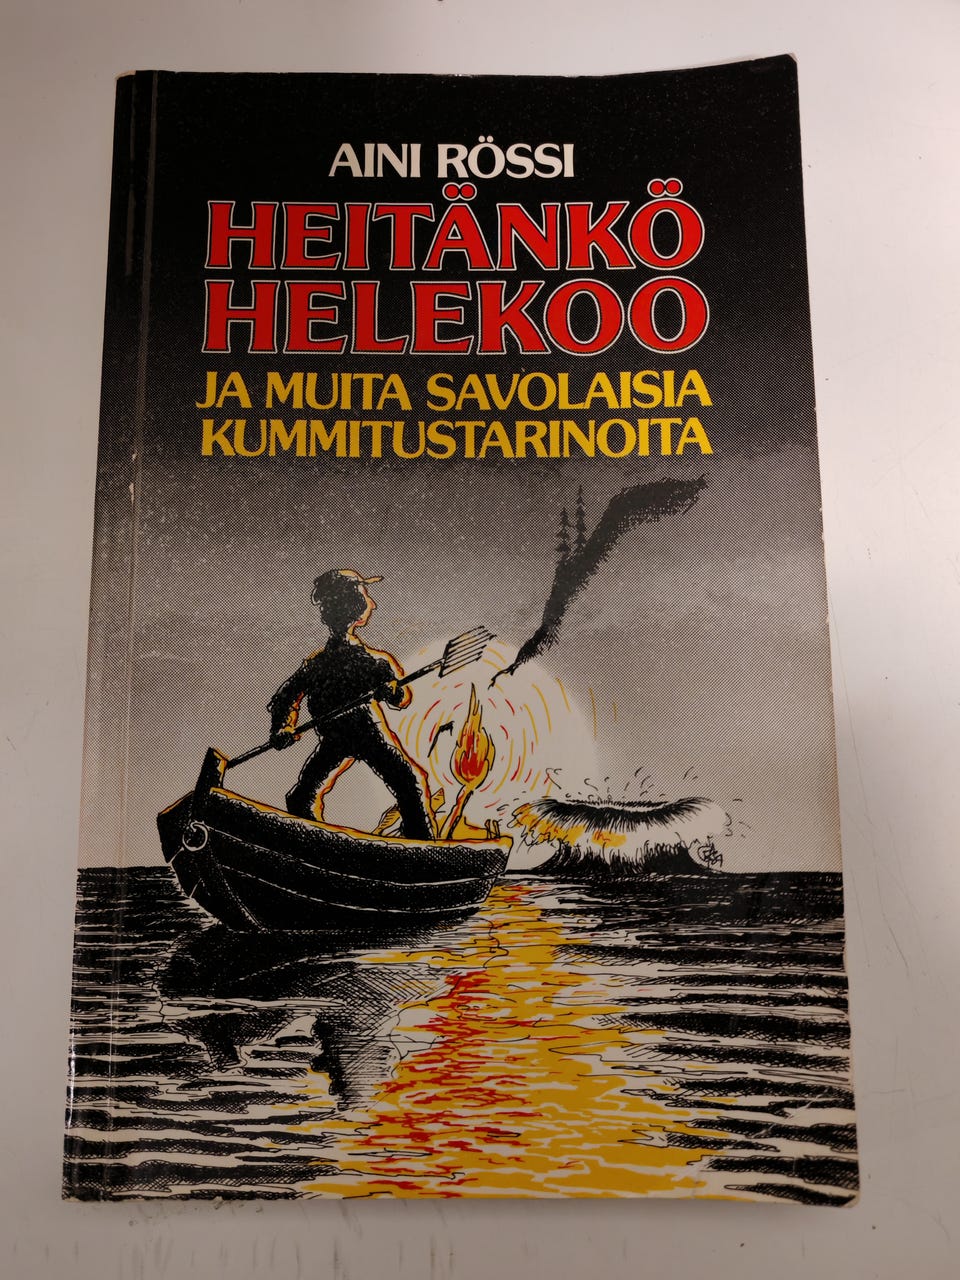 AINI RÖSSI
HEITÄNKÖ
HELEKOO
JA MUITA SAVOLAISIA
KUMMITUSTARINOITA